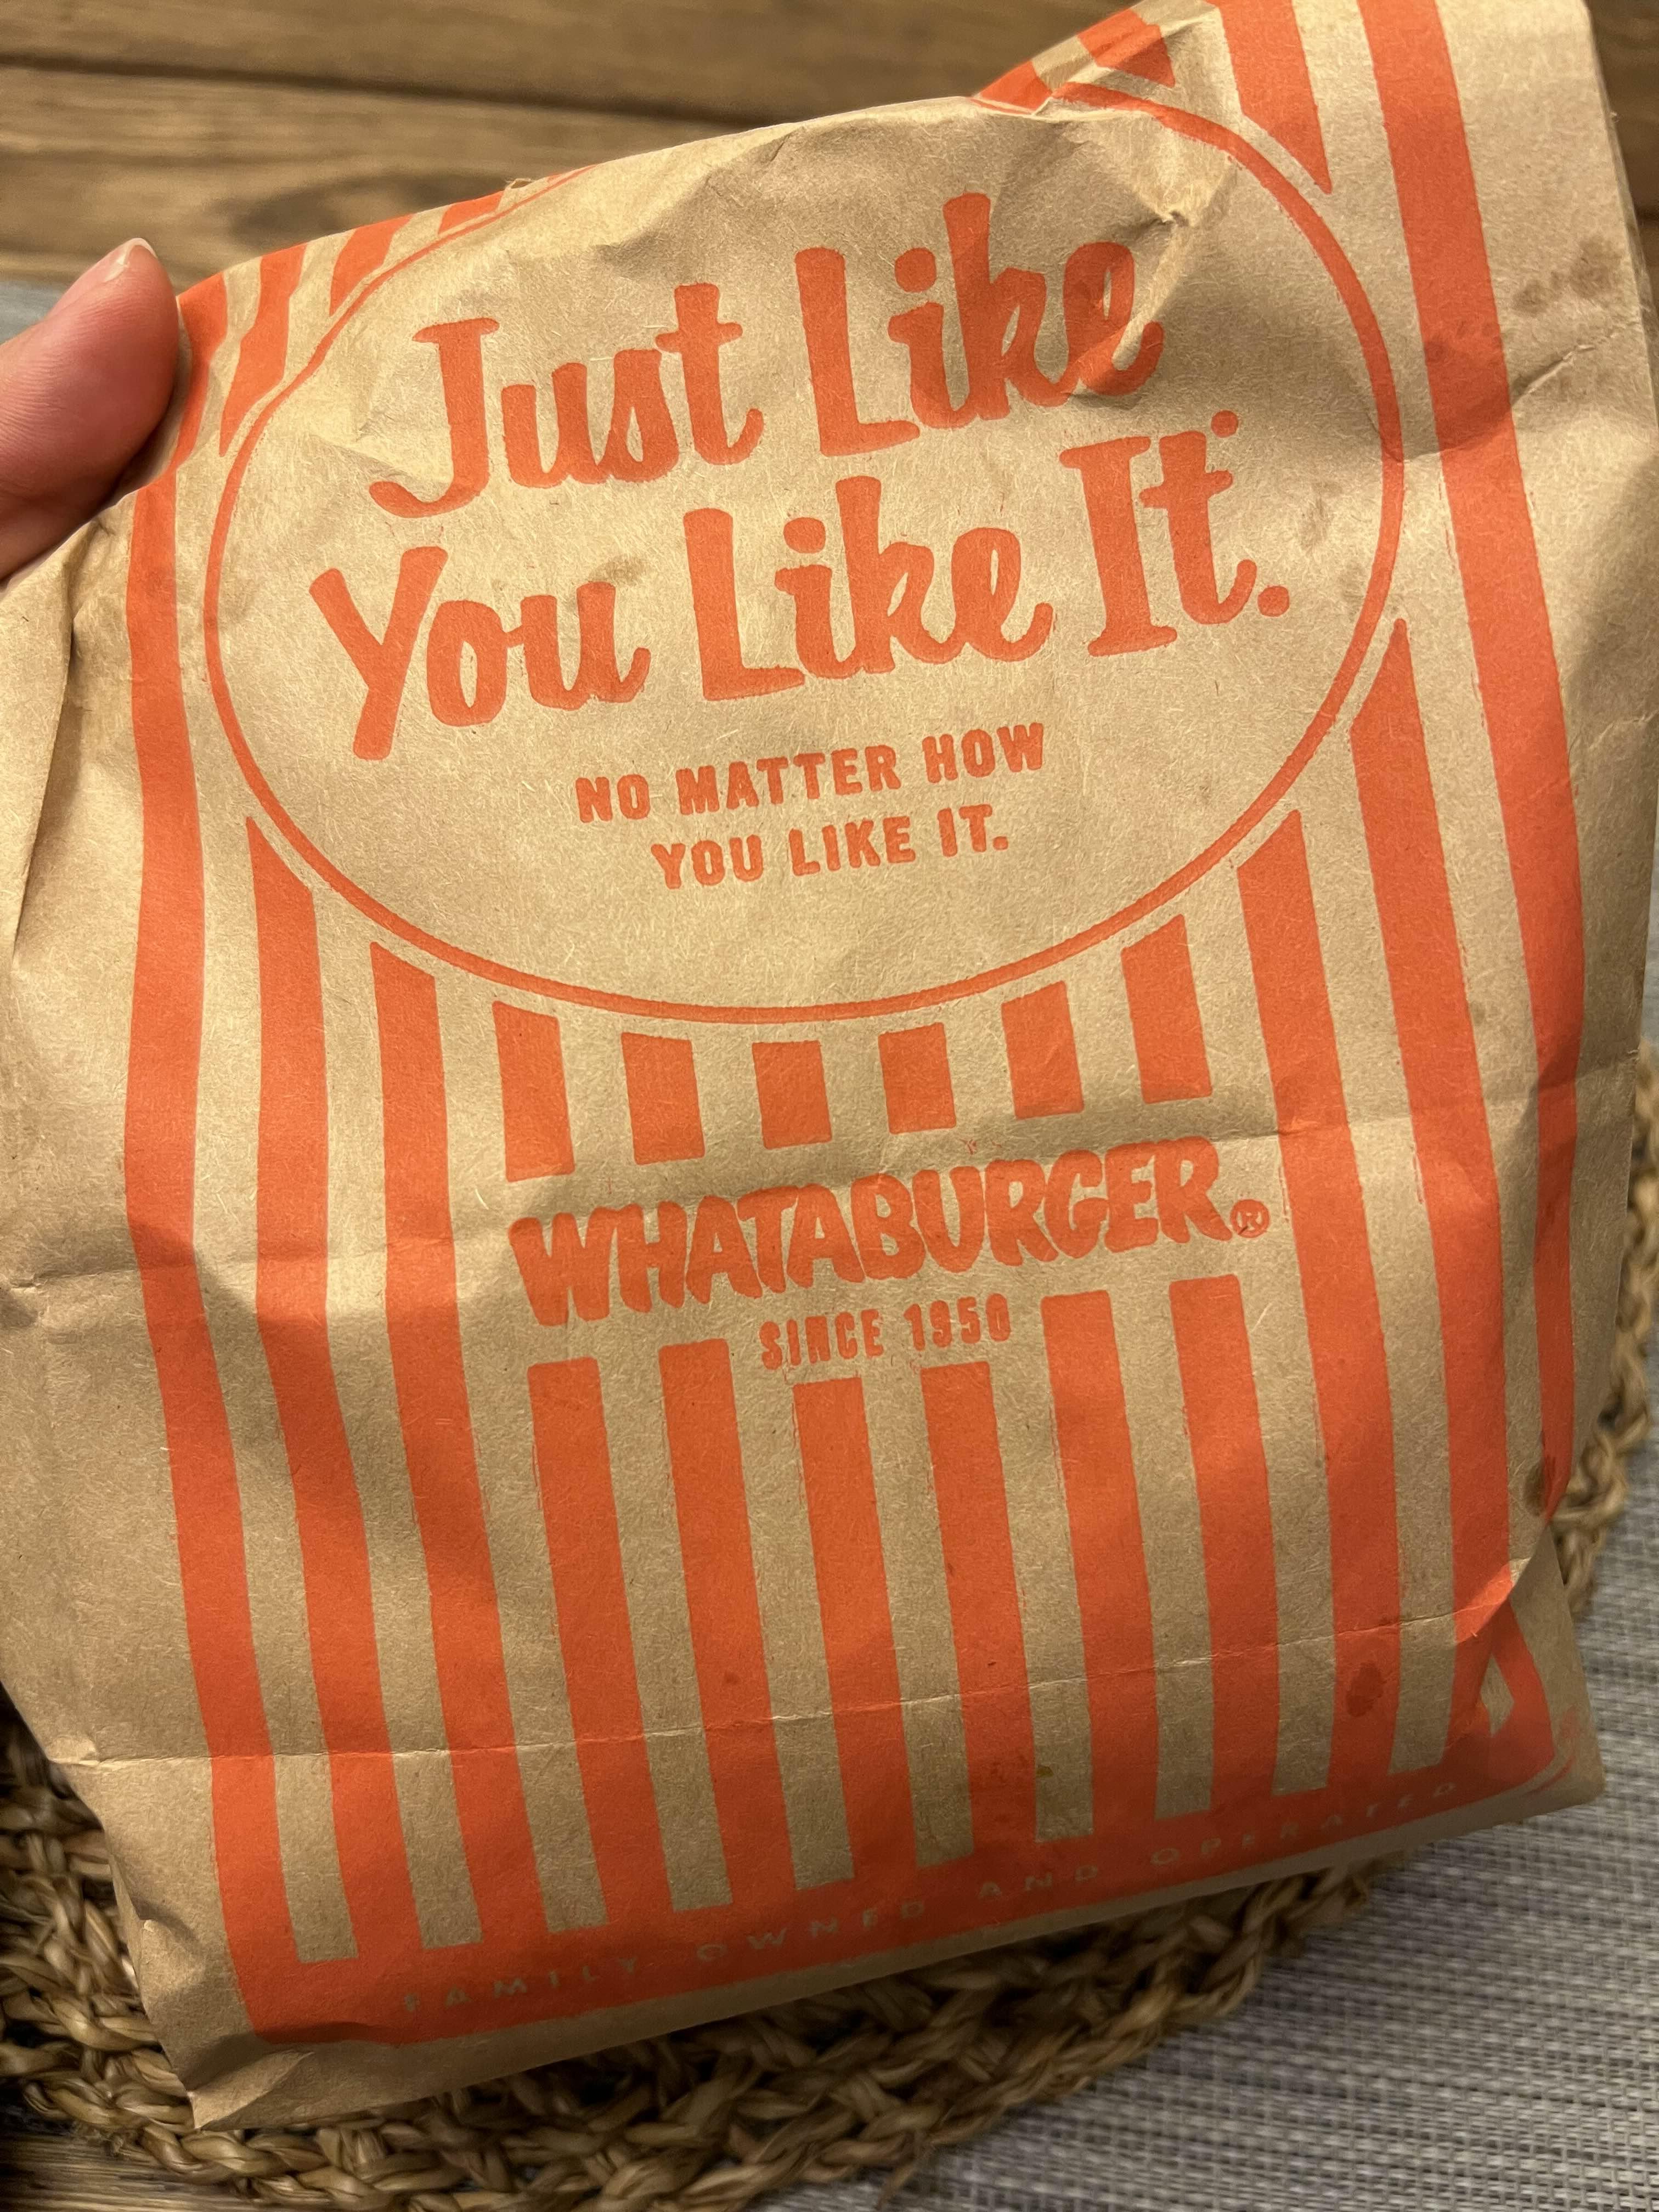 Just Like
You Like It.
NO MATTER HOW
YOU LIKE IT.
WHATABURGER®
SINCE 1950
FAMILY OWNED AND OPERATED